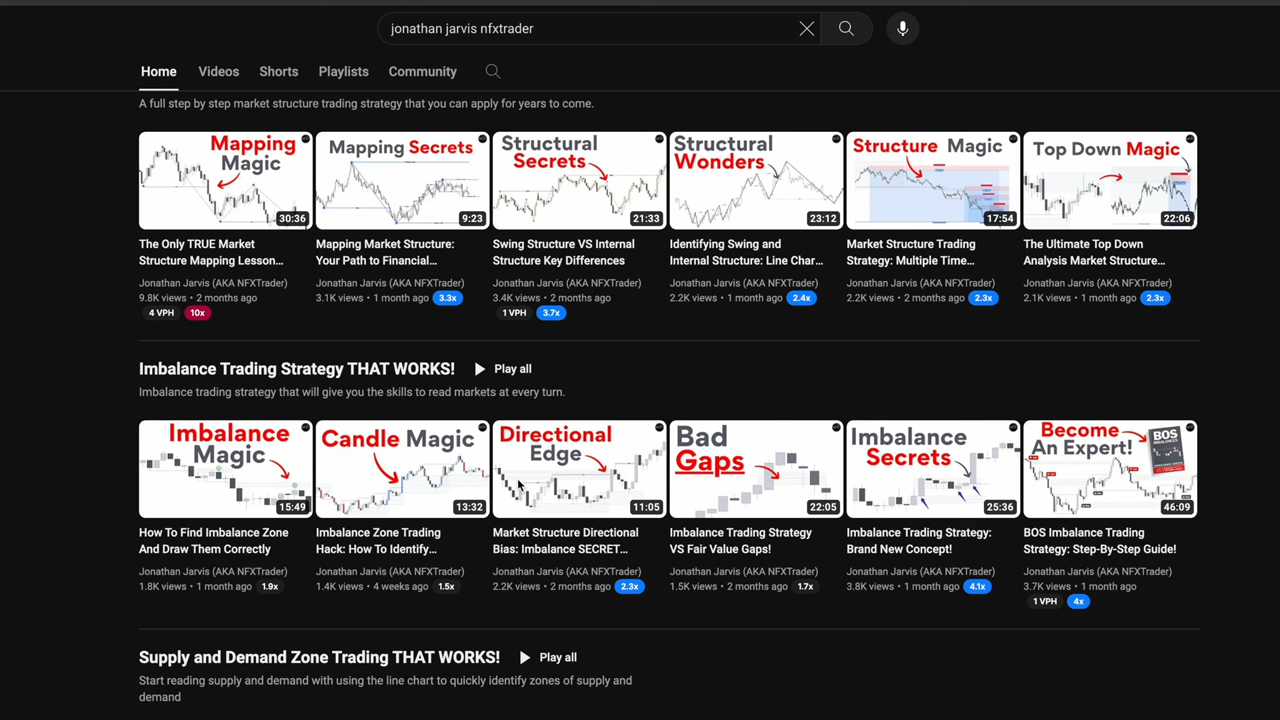 jonathan jarvis nfxtrader
Home Videos Shorts Playlists Community
A full step by step market structure trading strategy that you can apply for years to come.
Mapping
Magic
30:36
Mapping Secrets
9:23
Structural
Secrets
21:33
Structural
Wonders
23:12
Structure Magic
17:54
Top Down Magic
22:06
The Only TRUE Market
Structure Mapping Lesson…
Jonathan Jarvis (AKA NFXTrader)
9.8K views • 2 months ago
4 VPH 10x
Mapping Market Structure:
Your Path to Financial…
Jonathan Jarvis (AKA NFXTrader)
3.1K views • 1 month ago 3.3x
Swing Structure VS Internal
Structure Key Differences
Jonathan Jarvis (AKA NFXTrader)
3.4K views • 2 months ago
1 VPH 3.7x
Identifying Swing and
Internal Structure: Line Char…
Jonathan Jarvis (AKA NFXTrader)
2.2K views • 1 month ago 2.4x
Market Structure Trading
Strategy: Multiple Time…
Jonathan Jarvis (AKA NFXTrader)
2.2K views • 2 months ago 2.3x
The Ultimate Top Down
Analysis Market Structure…
Jonathan Jarvis (AKA NFXTrader)
2.1K views • 1 month ago 2.3x
Imbalance Trading Strategy THAT WORKS! Play all
Imbalance trading strategy that will give you the skills to read markets at every turn.
Imbalance
Magic
15:49
Candle Magic
13:32
Directional
Edge
11:05
Bad
Gaps
22:05
Imbalance
Secrets
25:36
Become
An Expert!
BOS
46:09
How To Find Imbalance Zone
And Draw Them Correctly
Jonathan Jarvis (AKA NFXTrader)
1.8K views • 1 month ago 1.9x
Imbalance Zone Trading
Hack: How To Identify…
Jonathan Jarvis (AKA NFXTrader)
1.4K views • 4 weeks ago 1.5x
Market Structure Directional
Bias: Imbalance SECRET…
Jonathan Jarvis (AKA NFXTrader)
2.2K views • 2 months ago 2.3x
Imbalance Trading Strategy
VS Fair Value Gaps!
Jonathan Jarvis (AKA NFXTrader)
1.5K views • 2 months ago 1.7x
Imbalance Trading Strategy:
Brand New Concept!
Jonathan Jarvis (AKA NFXTrader)
3.8K views • 1 month ago 4.1x
BOS Imbalance Trading
Strategy: Step-By-Step Guide!
Jonathan Jarvis (AKA NFXTrader)
3.7K views • 1 month ago
1 VPH 4x
Supply and Demand Zone Trading THAT WORKS! Play all
Start reading supply and demand with using the line chart to quickly identify zones of supply and
demand